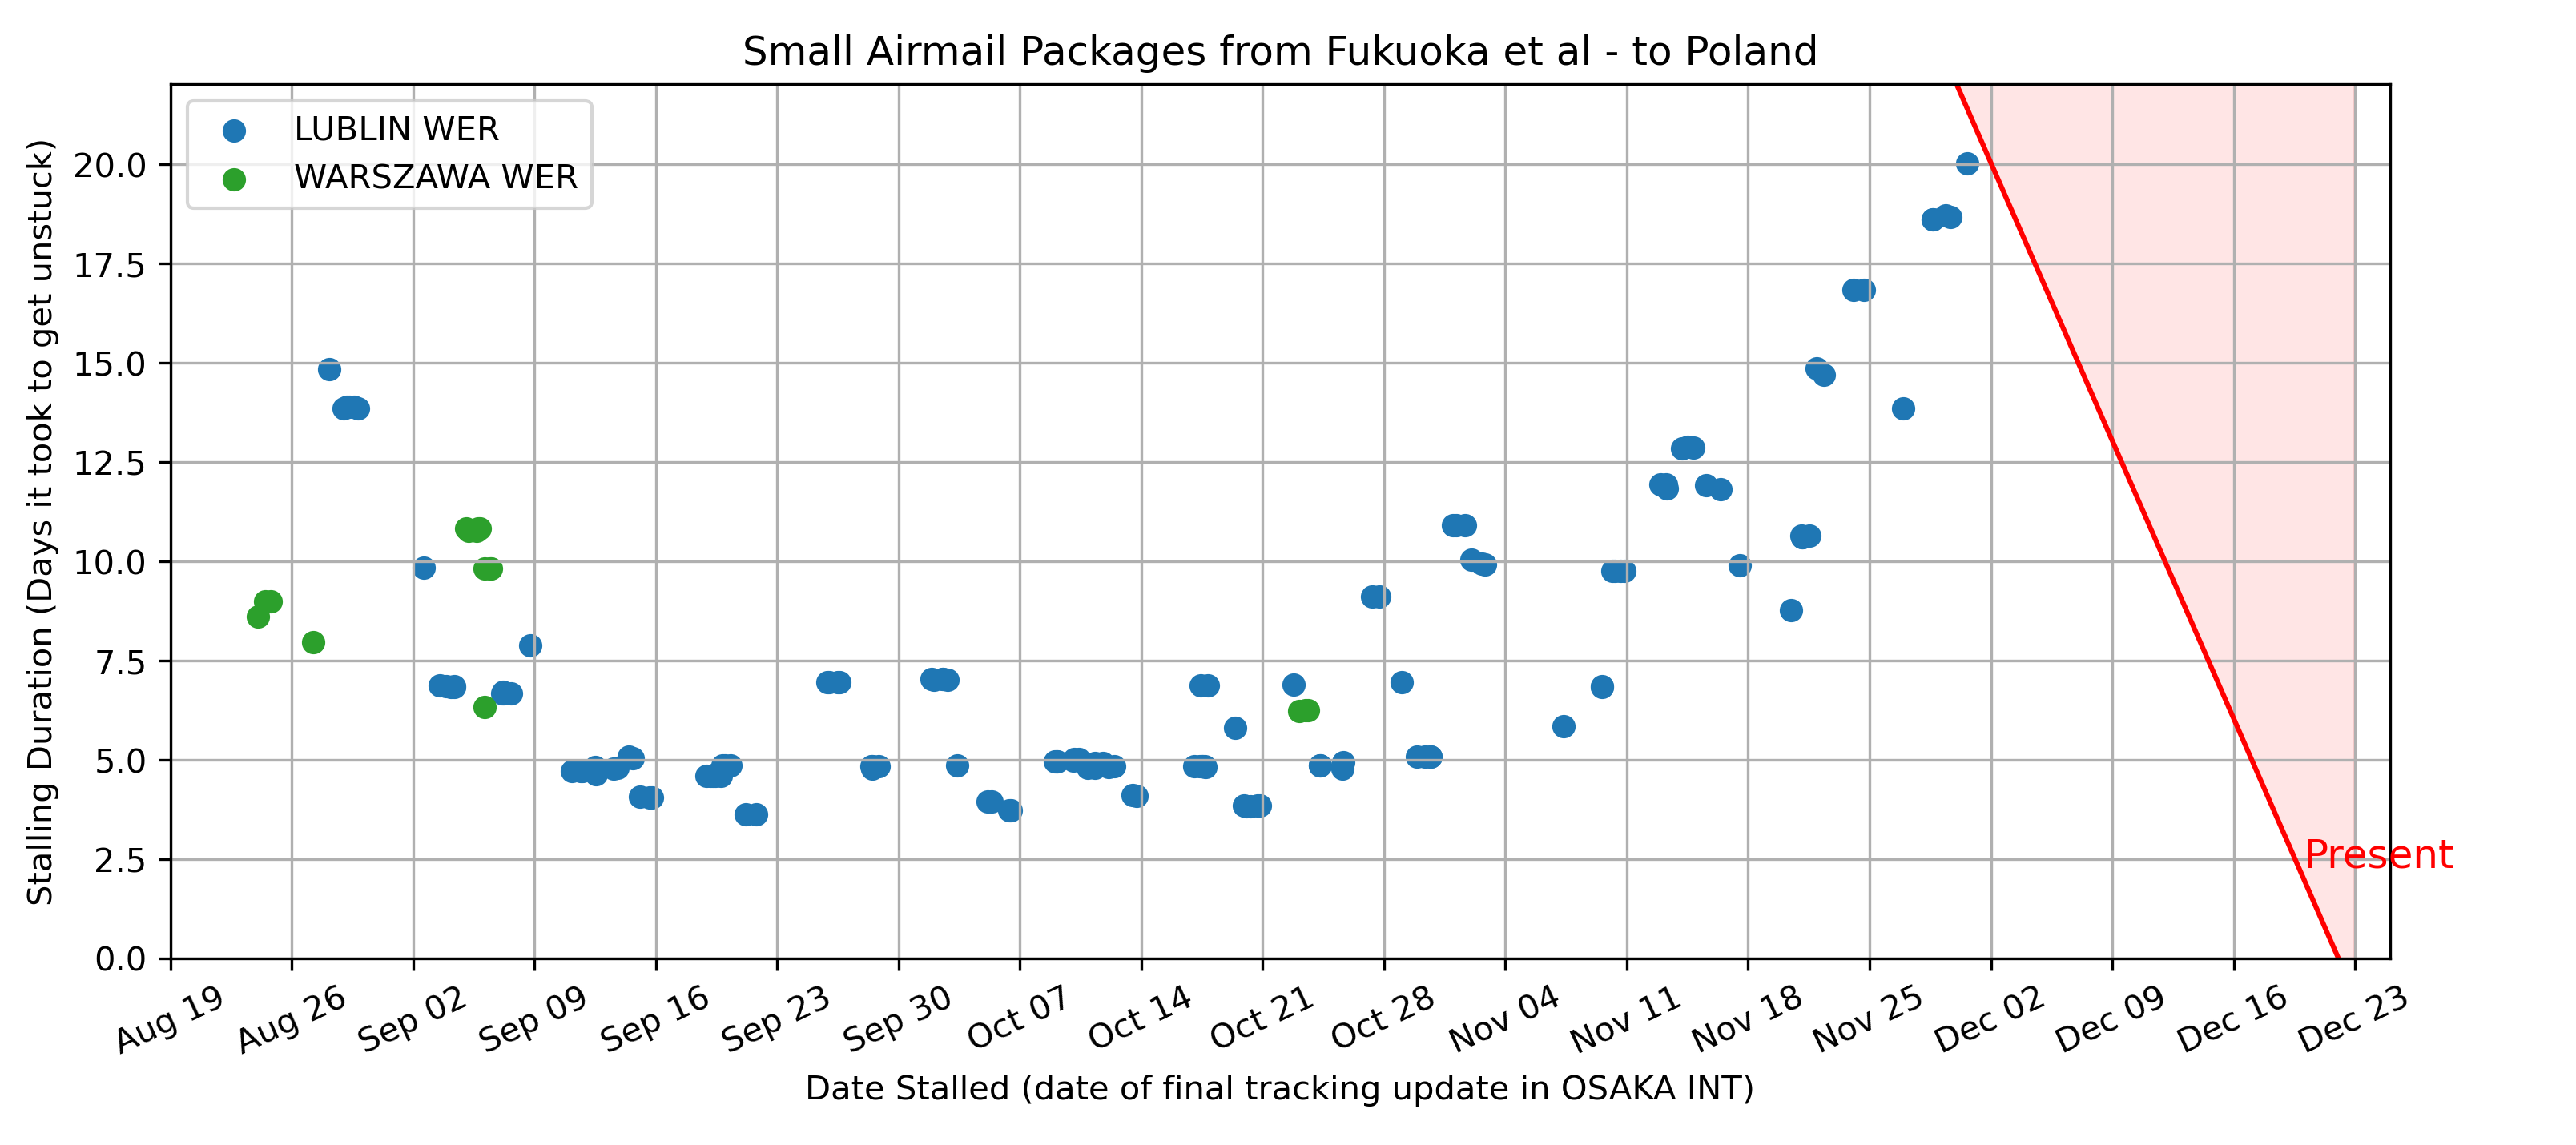 Small Airmail Packages from Fukuoka et al - to Poland
LUBLIN WER
WARSZAWA WER
Stalling Duration (Days it took to get unstuck)
20.0
17.5
15.0
12.5
10.0
7.5
5.0
2.5
0.0
Present
Aug 19
Aug 26
Sep 02
Sep 09
Sep 16
Sep 23
Sep 30
Oct 07
Oct 14
Oct 21
Oct 28
Nov 04
Nov 11
Nov 18
Nov 25
Dec 02
Dec 09
Dec 16
Dec 23
Date Stalled (date of final tracking update in OSAKA INT)